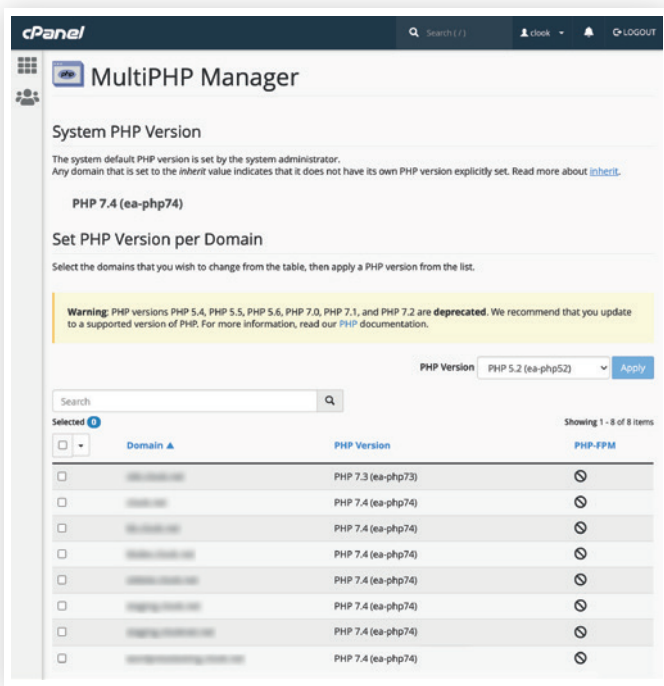 cPanel
Search ( / )
clook
LOGOUT
php
MultiPHP Manager
System PHP Version
The system default PHP version is set by the system administrator.
Any domain that is set to the inherit value indicates that it does not have its own PHP version explicitly set. Read more about inherit.
PHP 7.4 (ea-php74)
Set PHP Version per Domain
Select the domains that you wish to change from the table, then apply a PHP version from the list.
Warning: PHP versions PHP 5.4, PHP 5.5, PHP 5.6, PHP 7.0, PHP 7.1, and PHP 7.2 are deprecated. We recommend that you update
to a supported version of PHP. For more information, read our PHP documentation.
PHP Version PHP 5.2 (ea-php52) Apply
Search
Selected 0 Showing 1 - 8 of 8 items
Domain ▲ PHP Version PHP-FPM
PHP 7.3 (ea-php73)
PHP 7.4 (ea-php74)
PHP 7.4 (ea-php74)
PHP 7.4 (ea-php74)
PHP 7.4 (ea-php74)
PHP 7.4 (ea-php74)
PHP 7.4 (ea-php74)
PHP 7.4 (ea-php74)